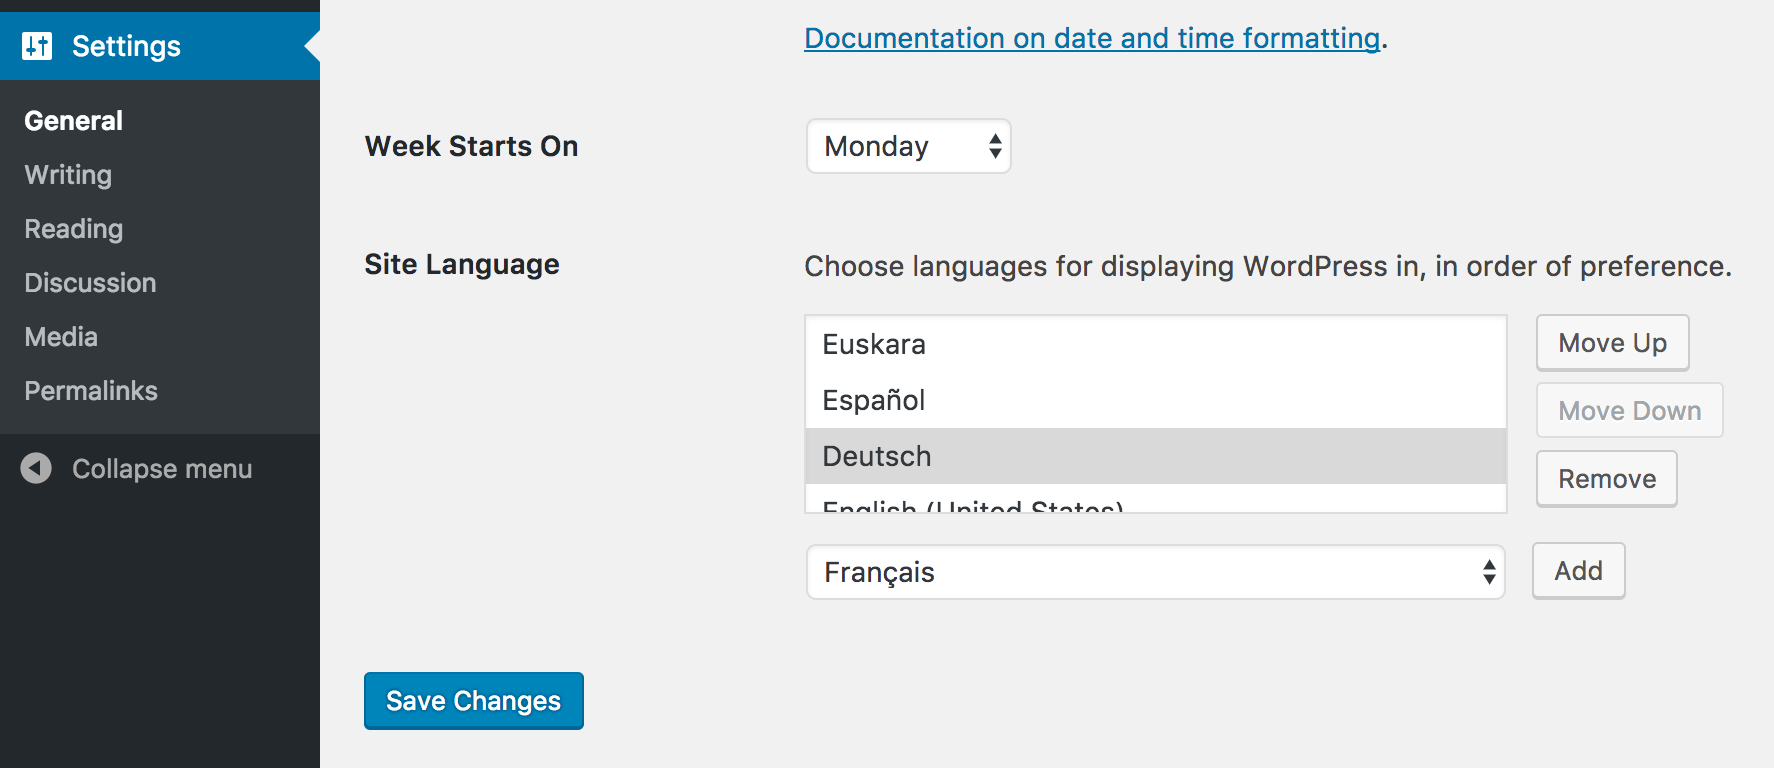 Settings
General
Writing
Reading
Discussion
Media
Permalinks
Collapse menu
Documentation on date and time formatting.
Week Starts On
Monday
Site Language
Choose languages for displaying WordPress in, in order of preference.
Euskara
Español
Deutsch
English (United States)
Move Up
Move Down
Remove
Français
Add
Save Changes